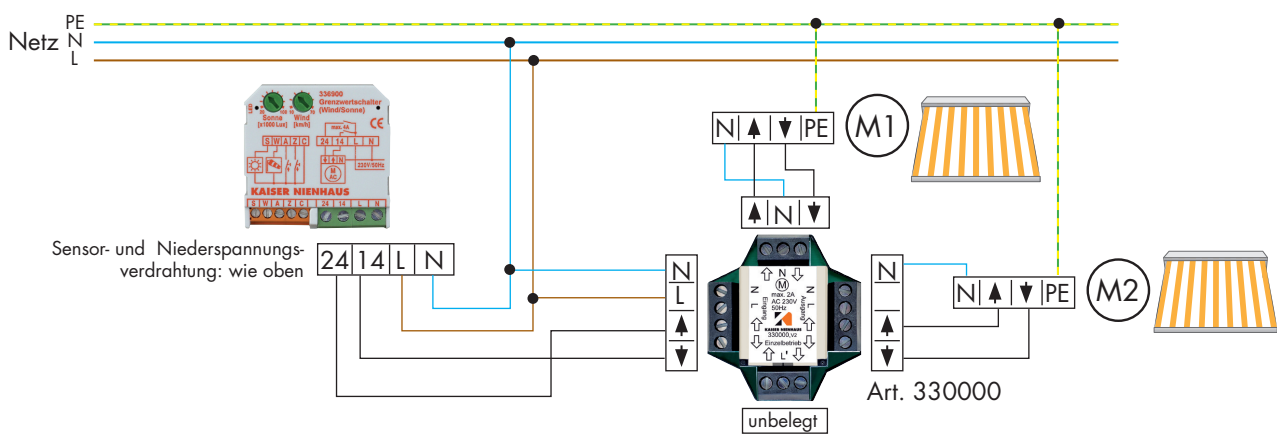 PE
Netz N
L
336900
Grenzwertschalter
(Wind/Sonne)
LED
Sonne
[x1000 Lux]
Wind
[km/h]
max. 4A
CE
S W A Z C
24 14 L N
N
M
AC
230V/50Hz
KAISER NIENHAUS
S W A Z C 24 14 L N
Sensor- und Niederspannungs-
verdrahtung: wie oben
24 14 L N
N PE
M1
N
N
L
N
M
max. 2A
AC 230V
50Hz
N
L
Eingang
N
L
Ausgang
KAISER NIENHAUS
330000,V2
Einzelbetrieb
L'
N
N PE
M2
Art. 330000
unbelegt